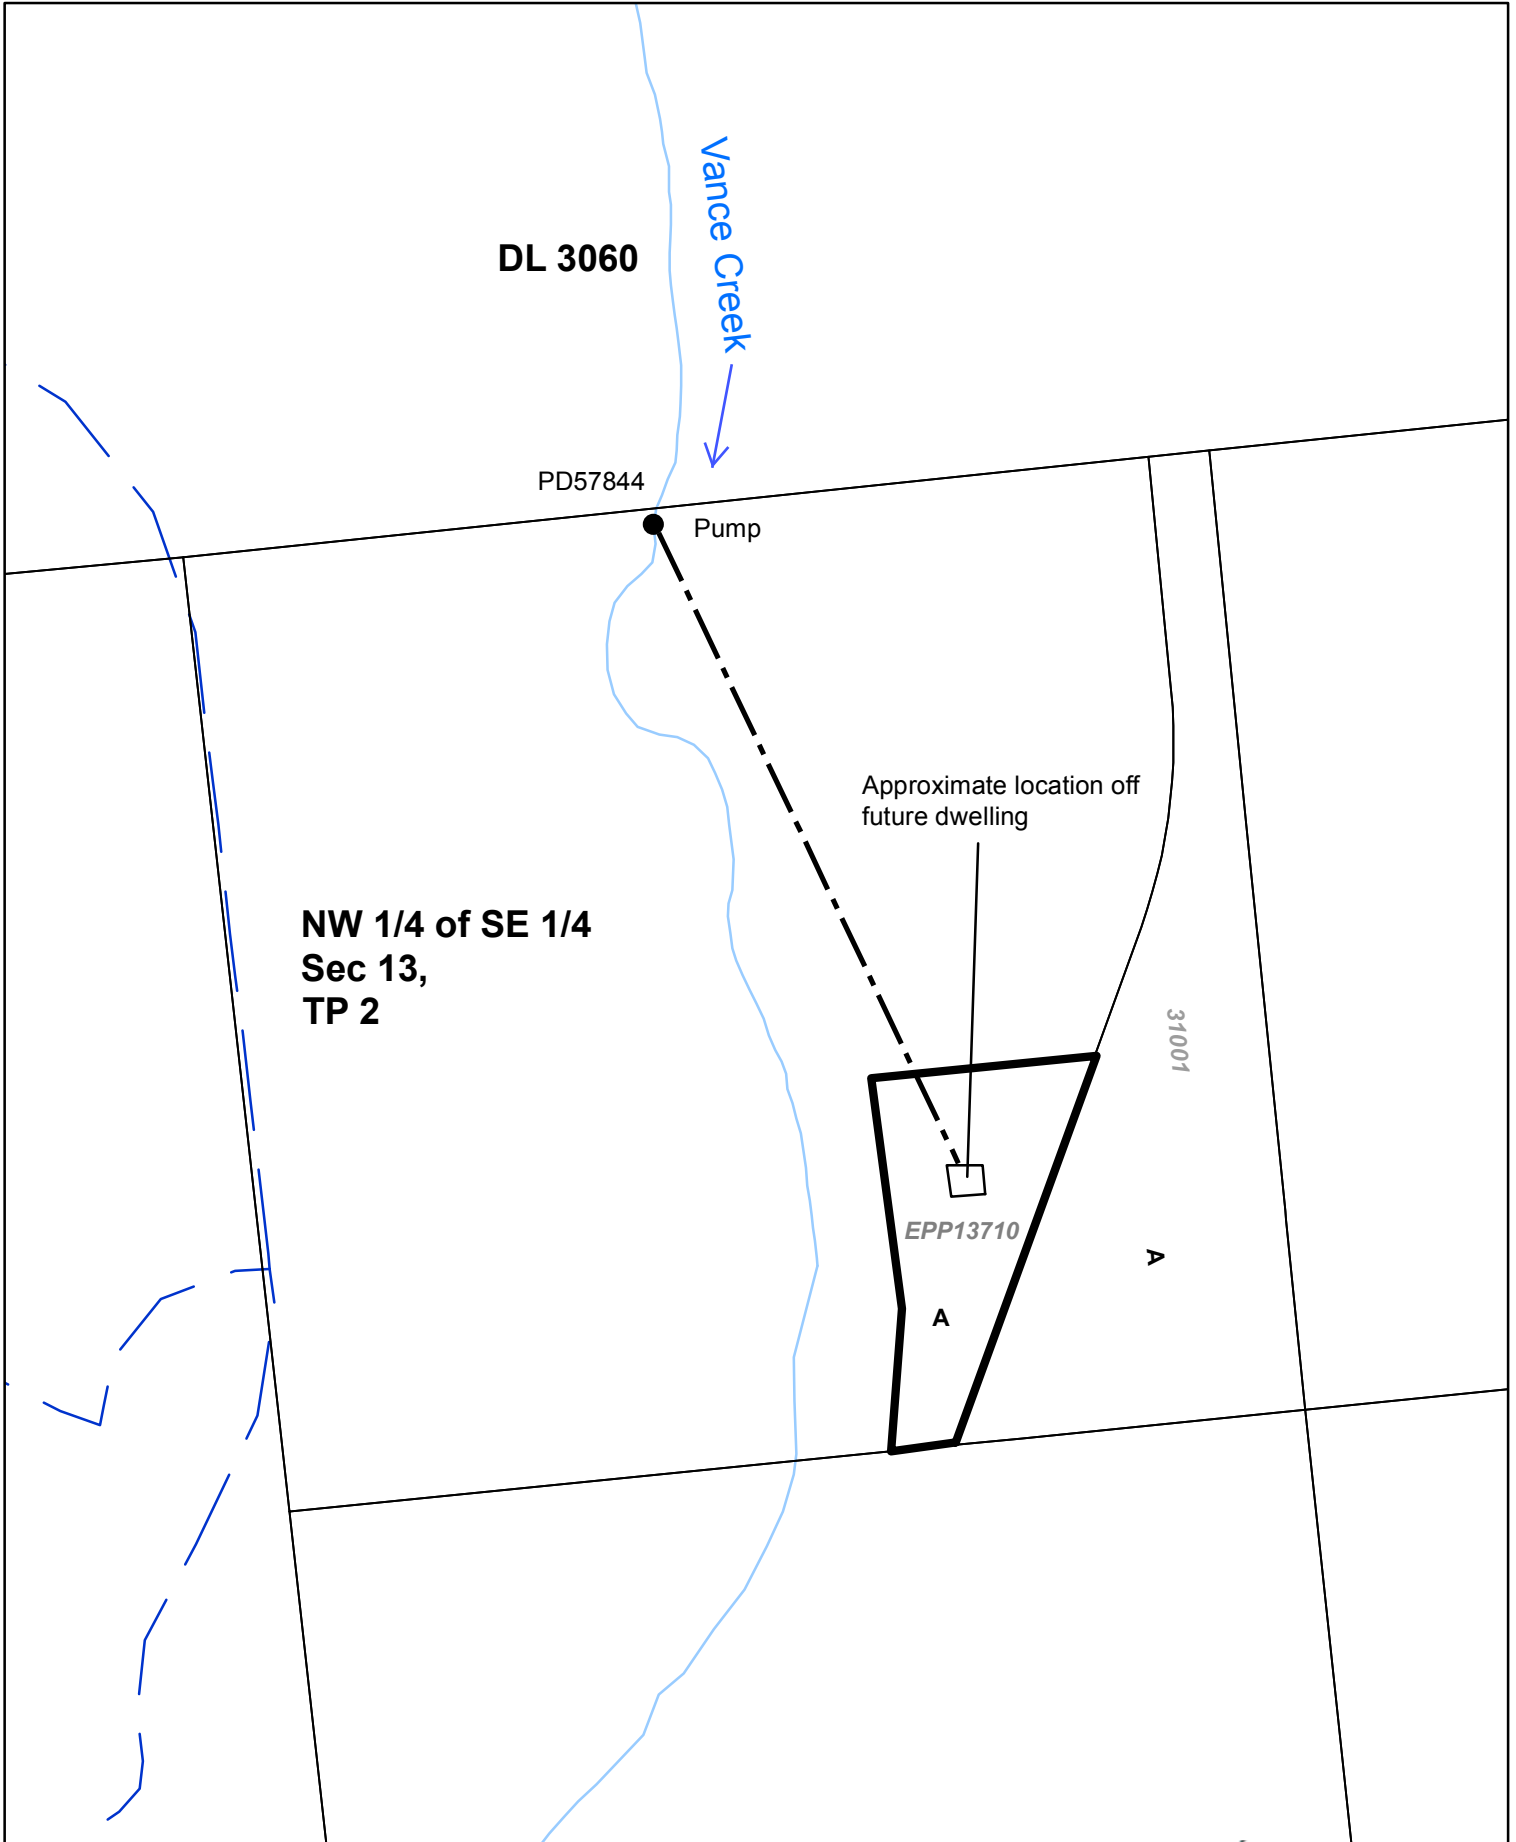 Vance Creek
DL 3060
PD57844
Pump
Approximate location off
future dwelling
NW 1/4 of SE 1/4
Sec 13,
TP 2
31001
EPP13710
A
A